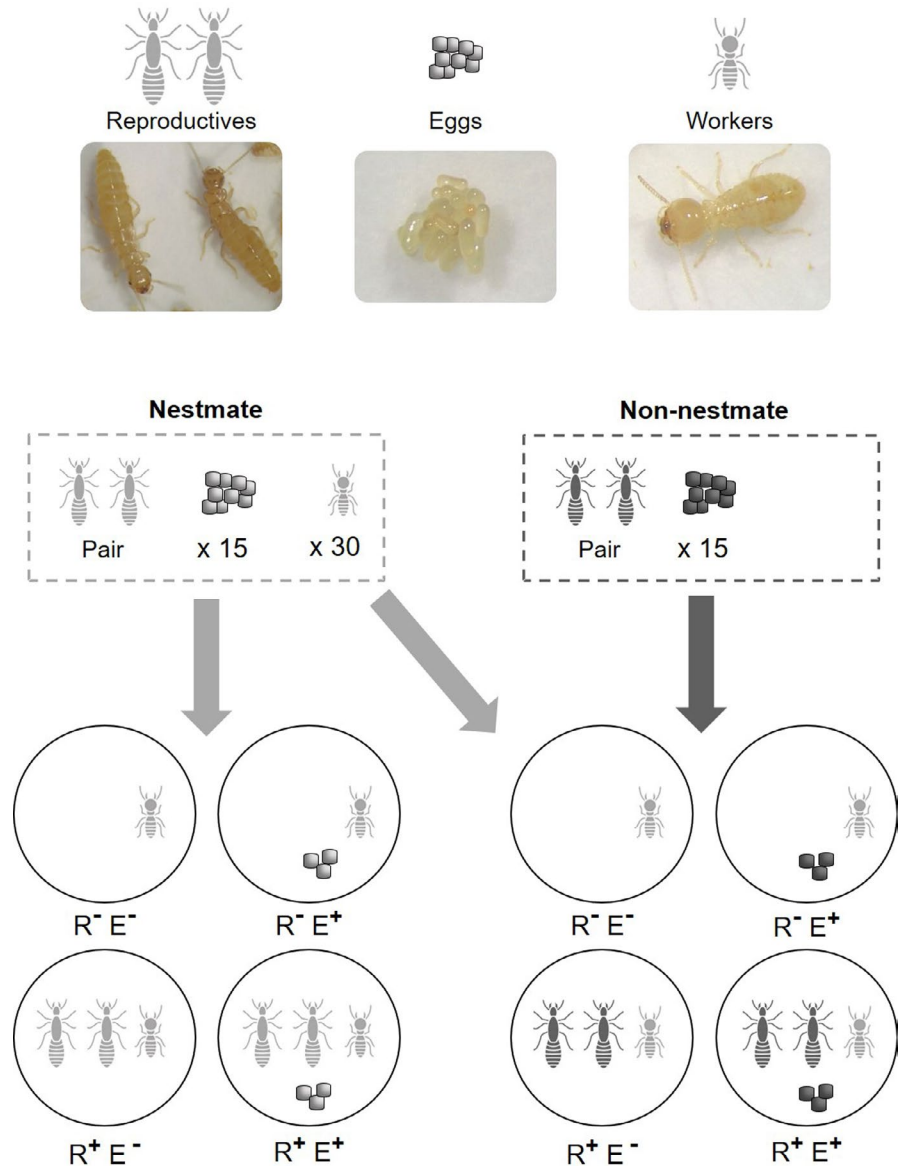 Reproductives Eggs Workers
Nestmate Non-nestmate
Pair x 15 x 30 Pair x 15
R⁻ E⁻ R⁻ E⁺ R⁻ E⁻ R⁻ E⁺
R⁺ E⁻ R⁺ E⁺ R⁺ E⁻ R⁺ E⁺